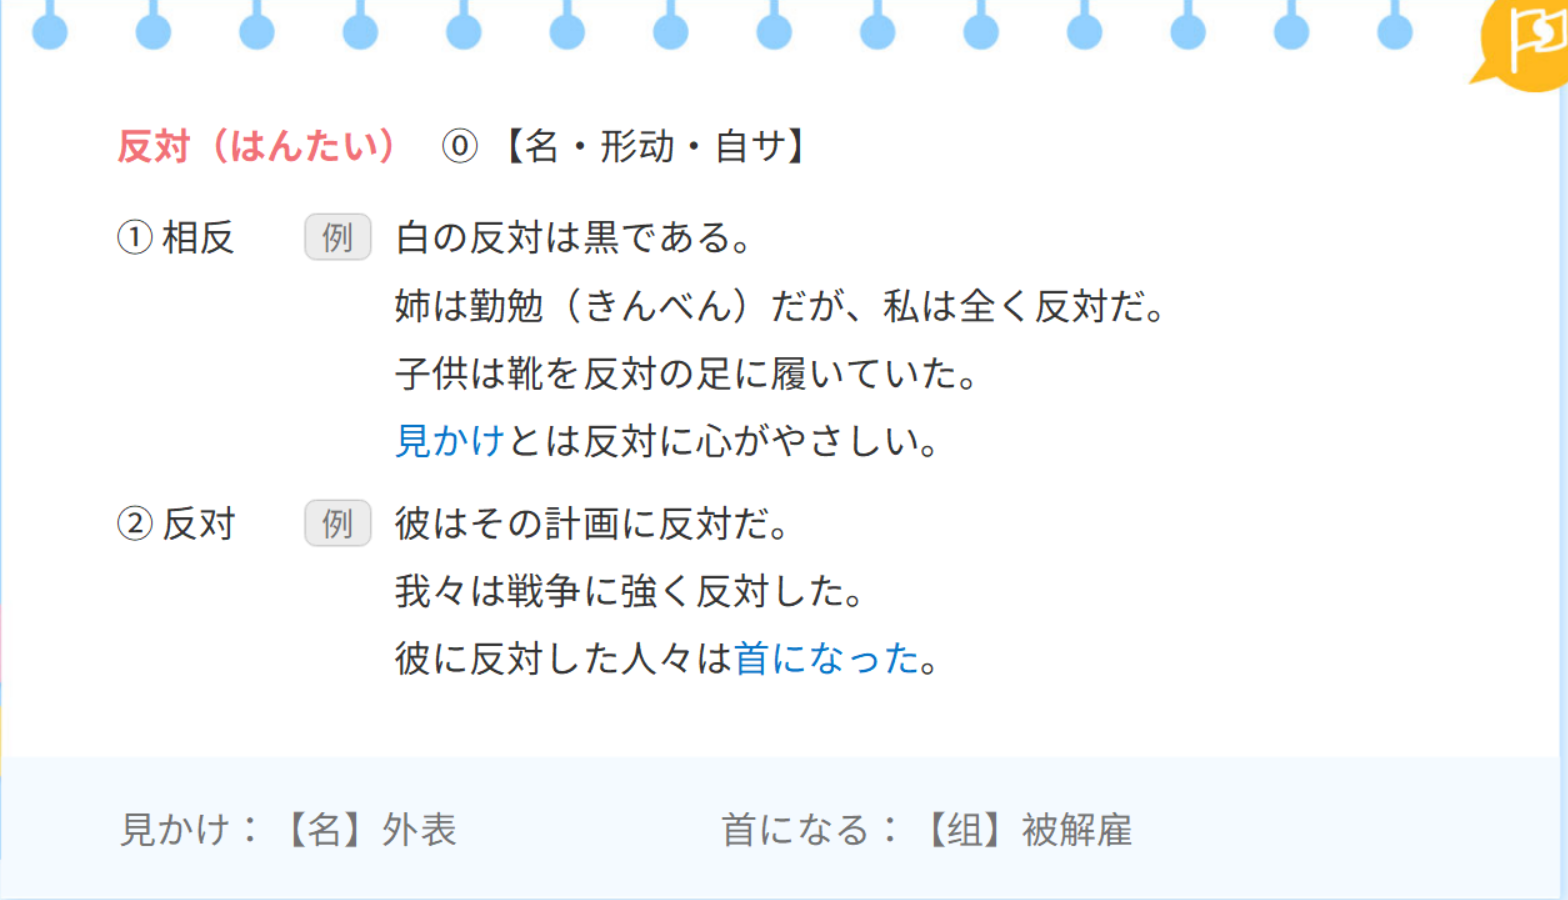 反対（はんたい） ⓪【名・形动・自サ】
① 相反 例 白の反対は黒である。
姉は勤勉（きんべん）だが、私は全く反対だ。
子供は靴を反対の足に履いていた。
見かけとは反対に心がやさしい。
② 反对 例 彼はその計画に反対だ。
我々は戦争に強く反対した。
彼に反対した人々は首になった。
見かけ：【名】外表 首になる：【组】被解雇